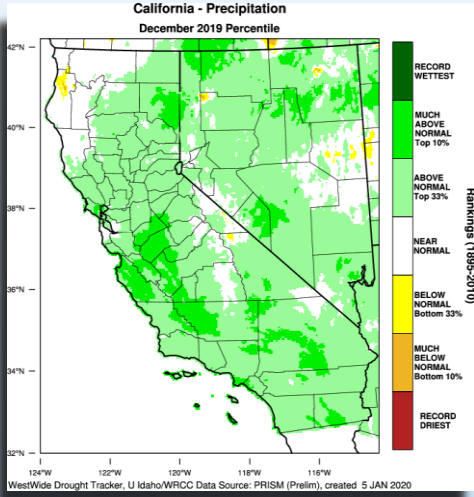 California - Precipitation
December 2019 Percentile
42°N
40°N
38°N
36°N
34°N
32°N
124°W 122°W 120°W 118°W 116°W
RECORD
WETTEST
MUCH
ABOVE
NORMAL
Top 10%
ABOVE
NORMAL
Top 33%
NEAR
NORMAL
BELOW
NORMAL
Bottom 33%
MUCH
BELOW
NORMAL
Bottom 10%
RECORD
DRIEST
Rankings (1895-2010)
WestWide Drought Tracker, U Idaho/WRCC Data Source: PRISM (Prelim), created 5 JAN 2020